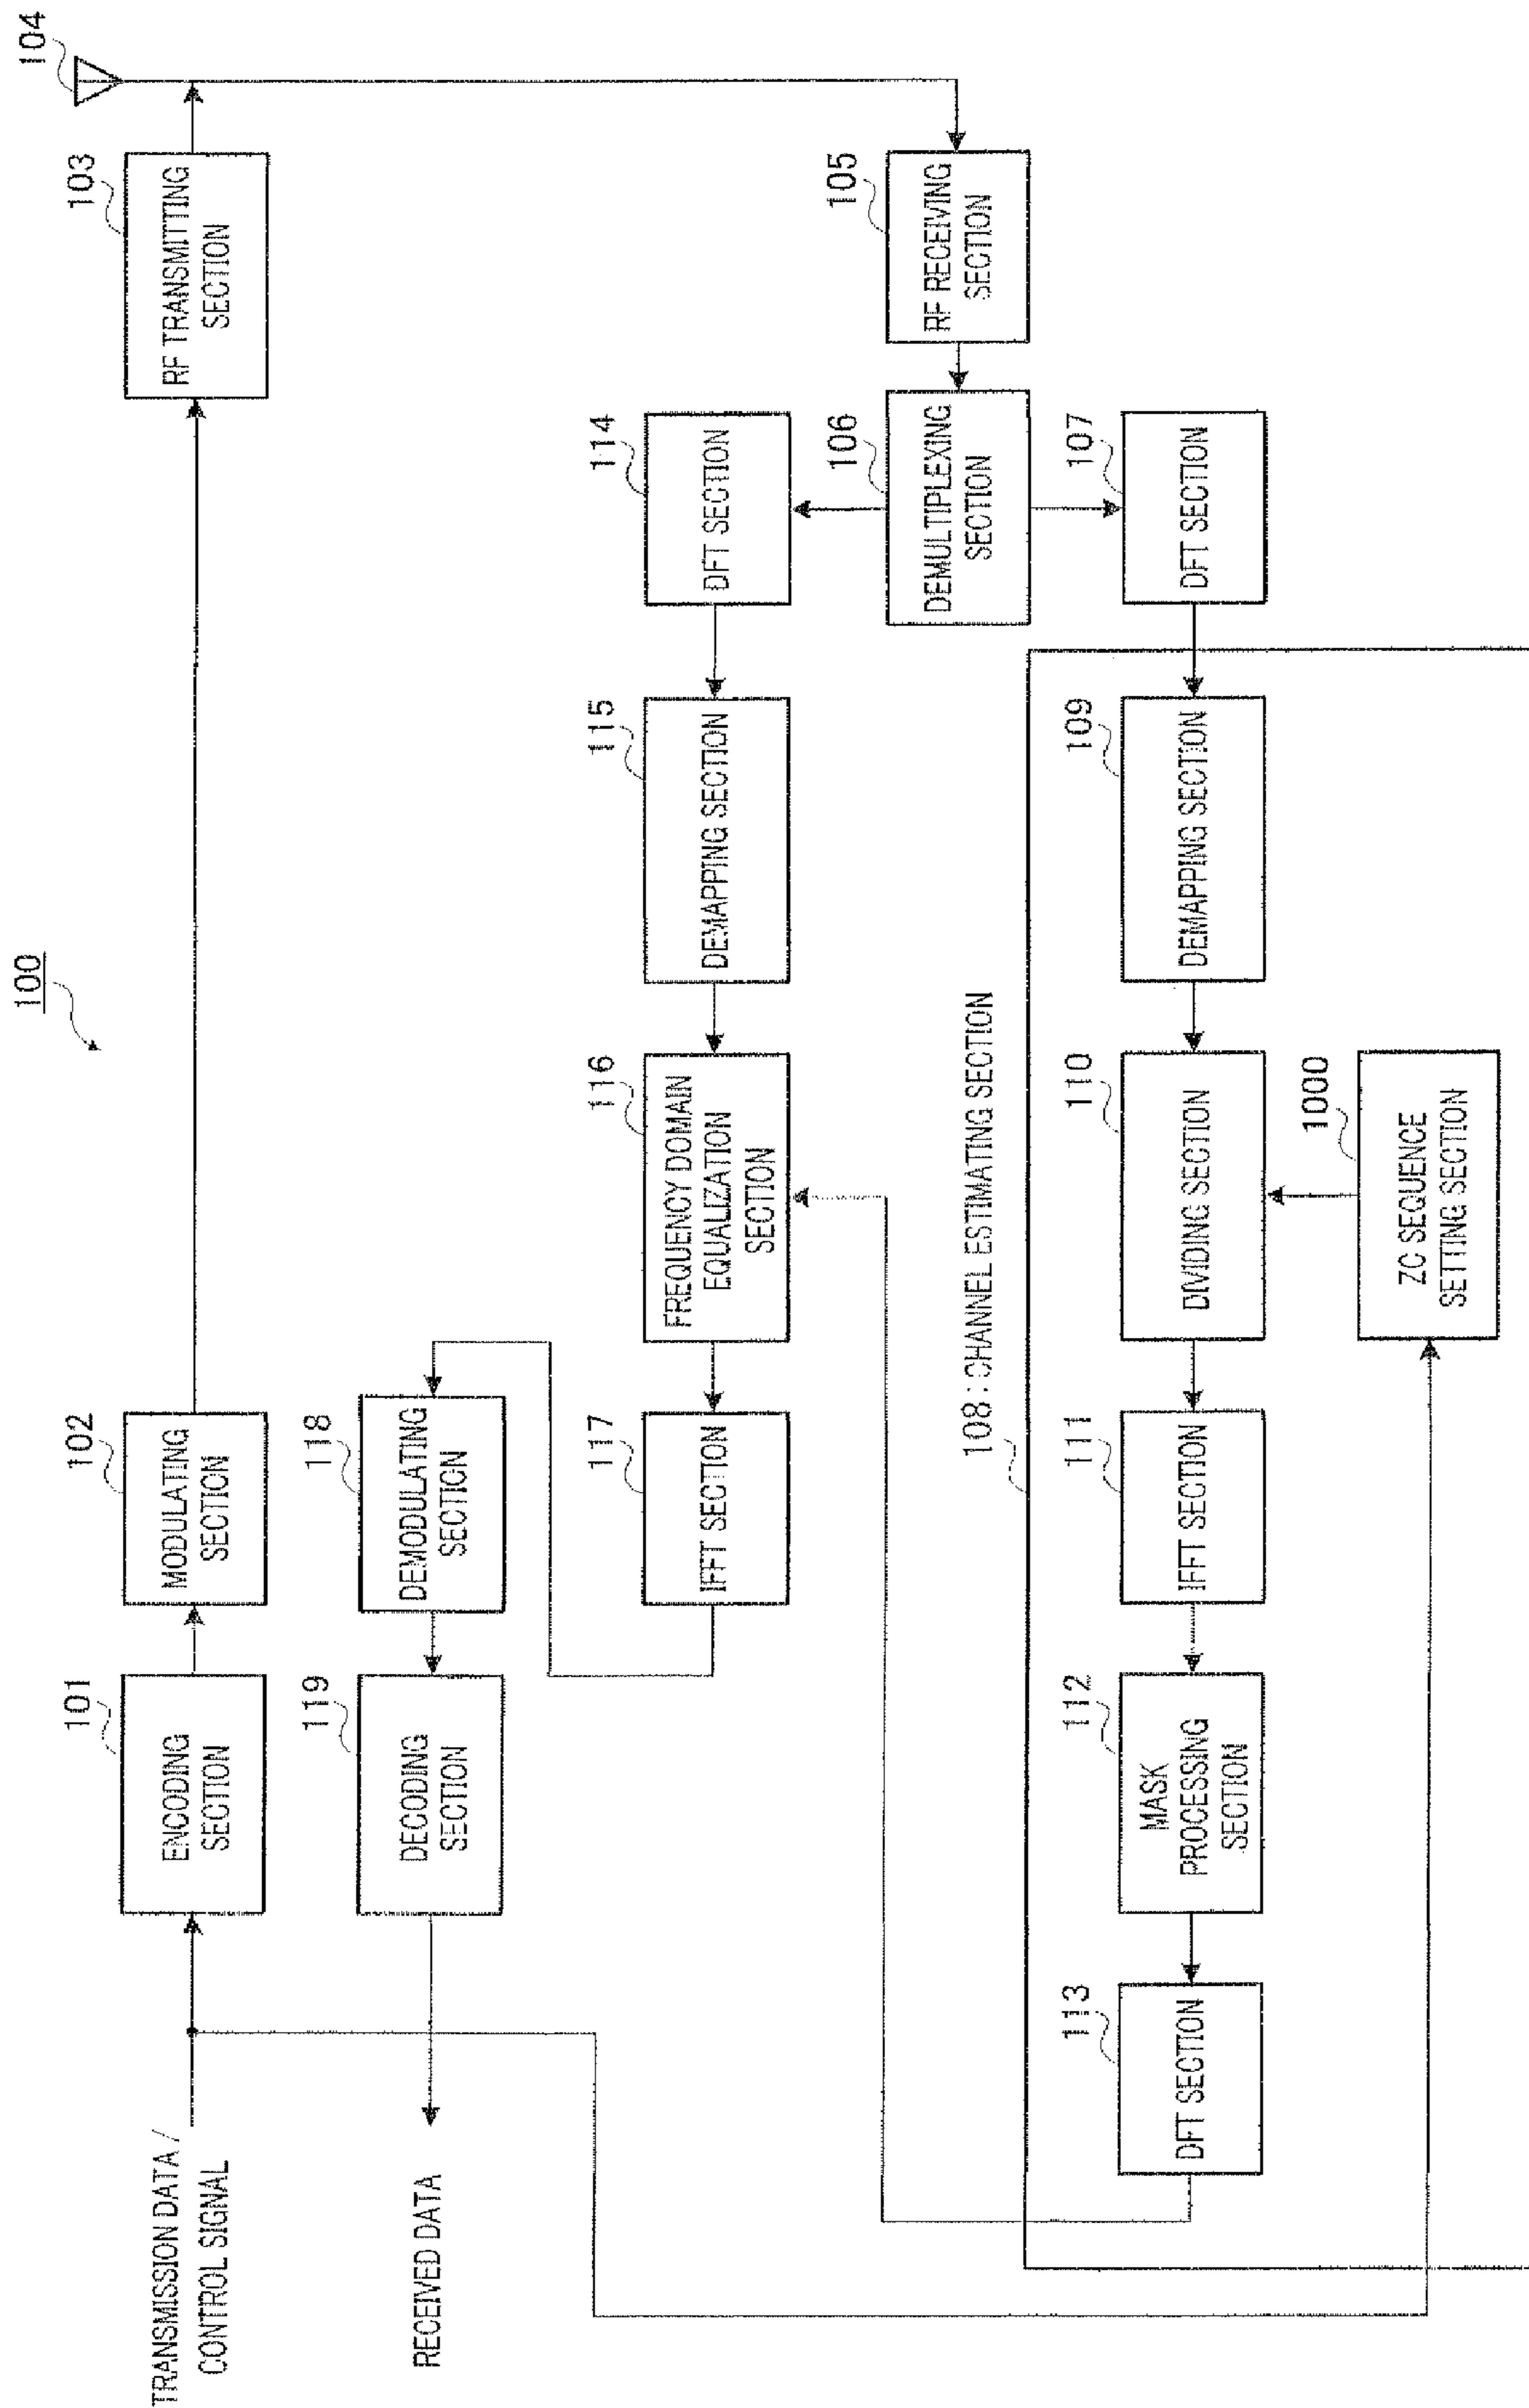 100
TRANSMISSION DATA /
CONTROL SIGNAL
101
ENCODING
SECTION
102
MODULATING
SECTION
103
RF TRANSMITTING
SECTION
104
RECEIVED DATA
119
DECODING
SECTION
118
DEMODULATING
SECTION
117
IFFT SECTION
116
FREQUENCY DOMAIN
EQUALIZATION
SECTION
115
DEMAPPING SECTION
114
DFT SECTION
106
DEMULTIPLEXING
SECTION
105
RF RECEIVING
SECTION
108 : CHANNEL ESTIMATING SECTION
113
DFT SECTION
112
MASK
PROCESSING
SECTION
111
IFFT SECTION
110
DIVIDING SECTION
109
DEMAPPING SECTION
107
DFT SECTION
1000
ZC SEQUENCE
SETTING SECTION